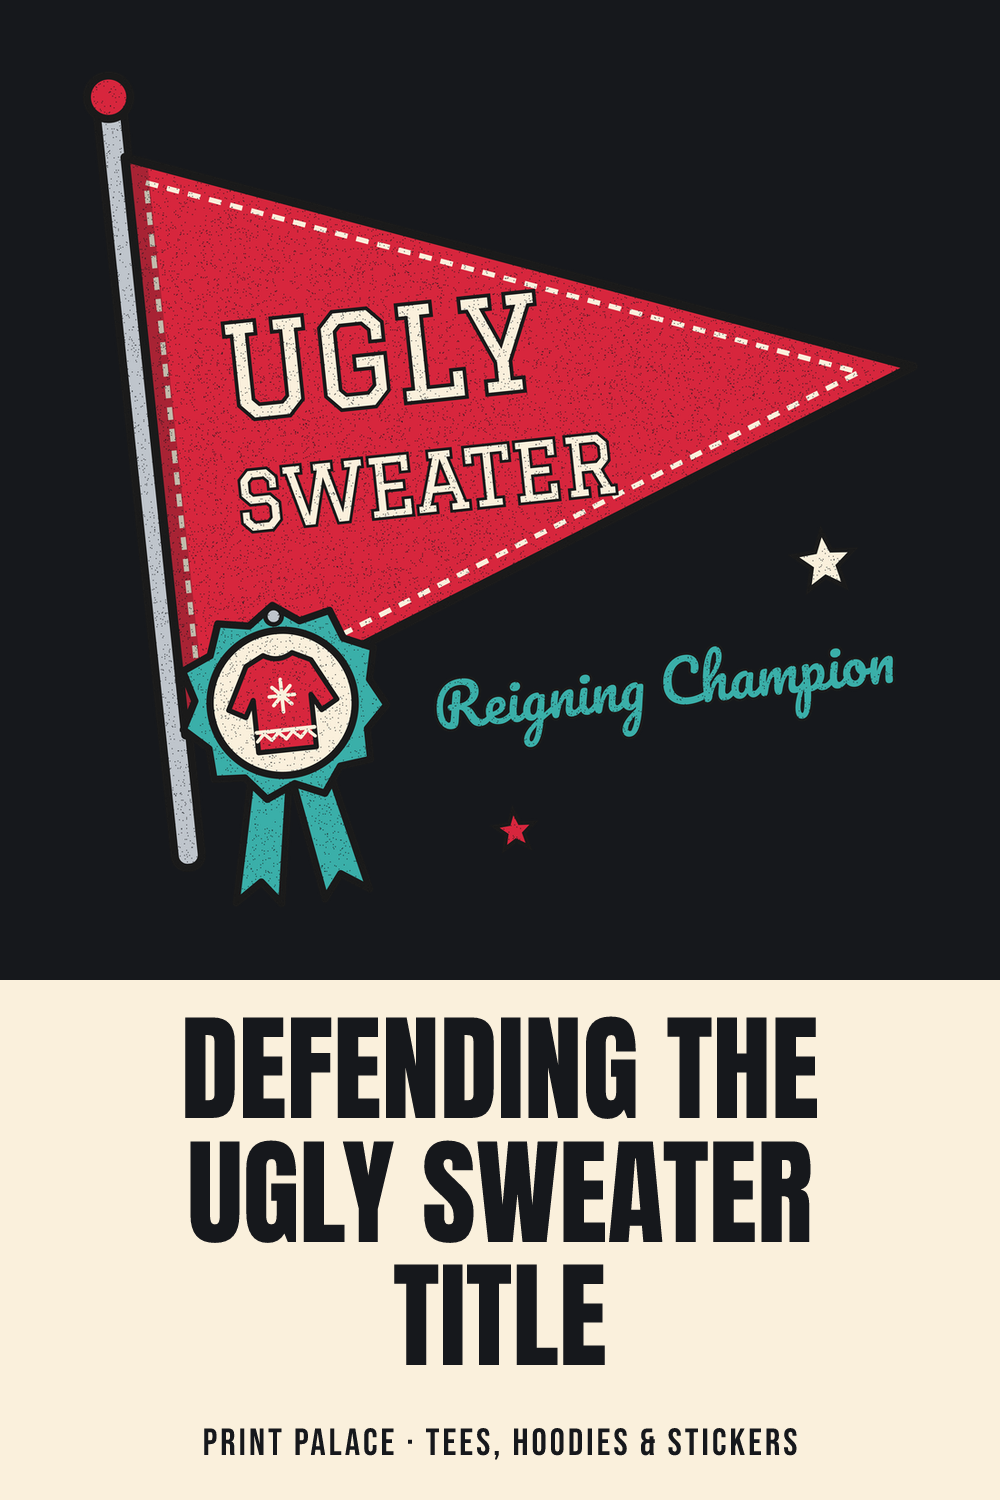 UGLY
SWEATER
Reigning Champion
DEFENDING THE
UGLY SWEATER
TITLE
PRINT PALACE · TEES, HOODIES & STICKERS